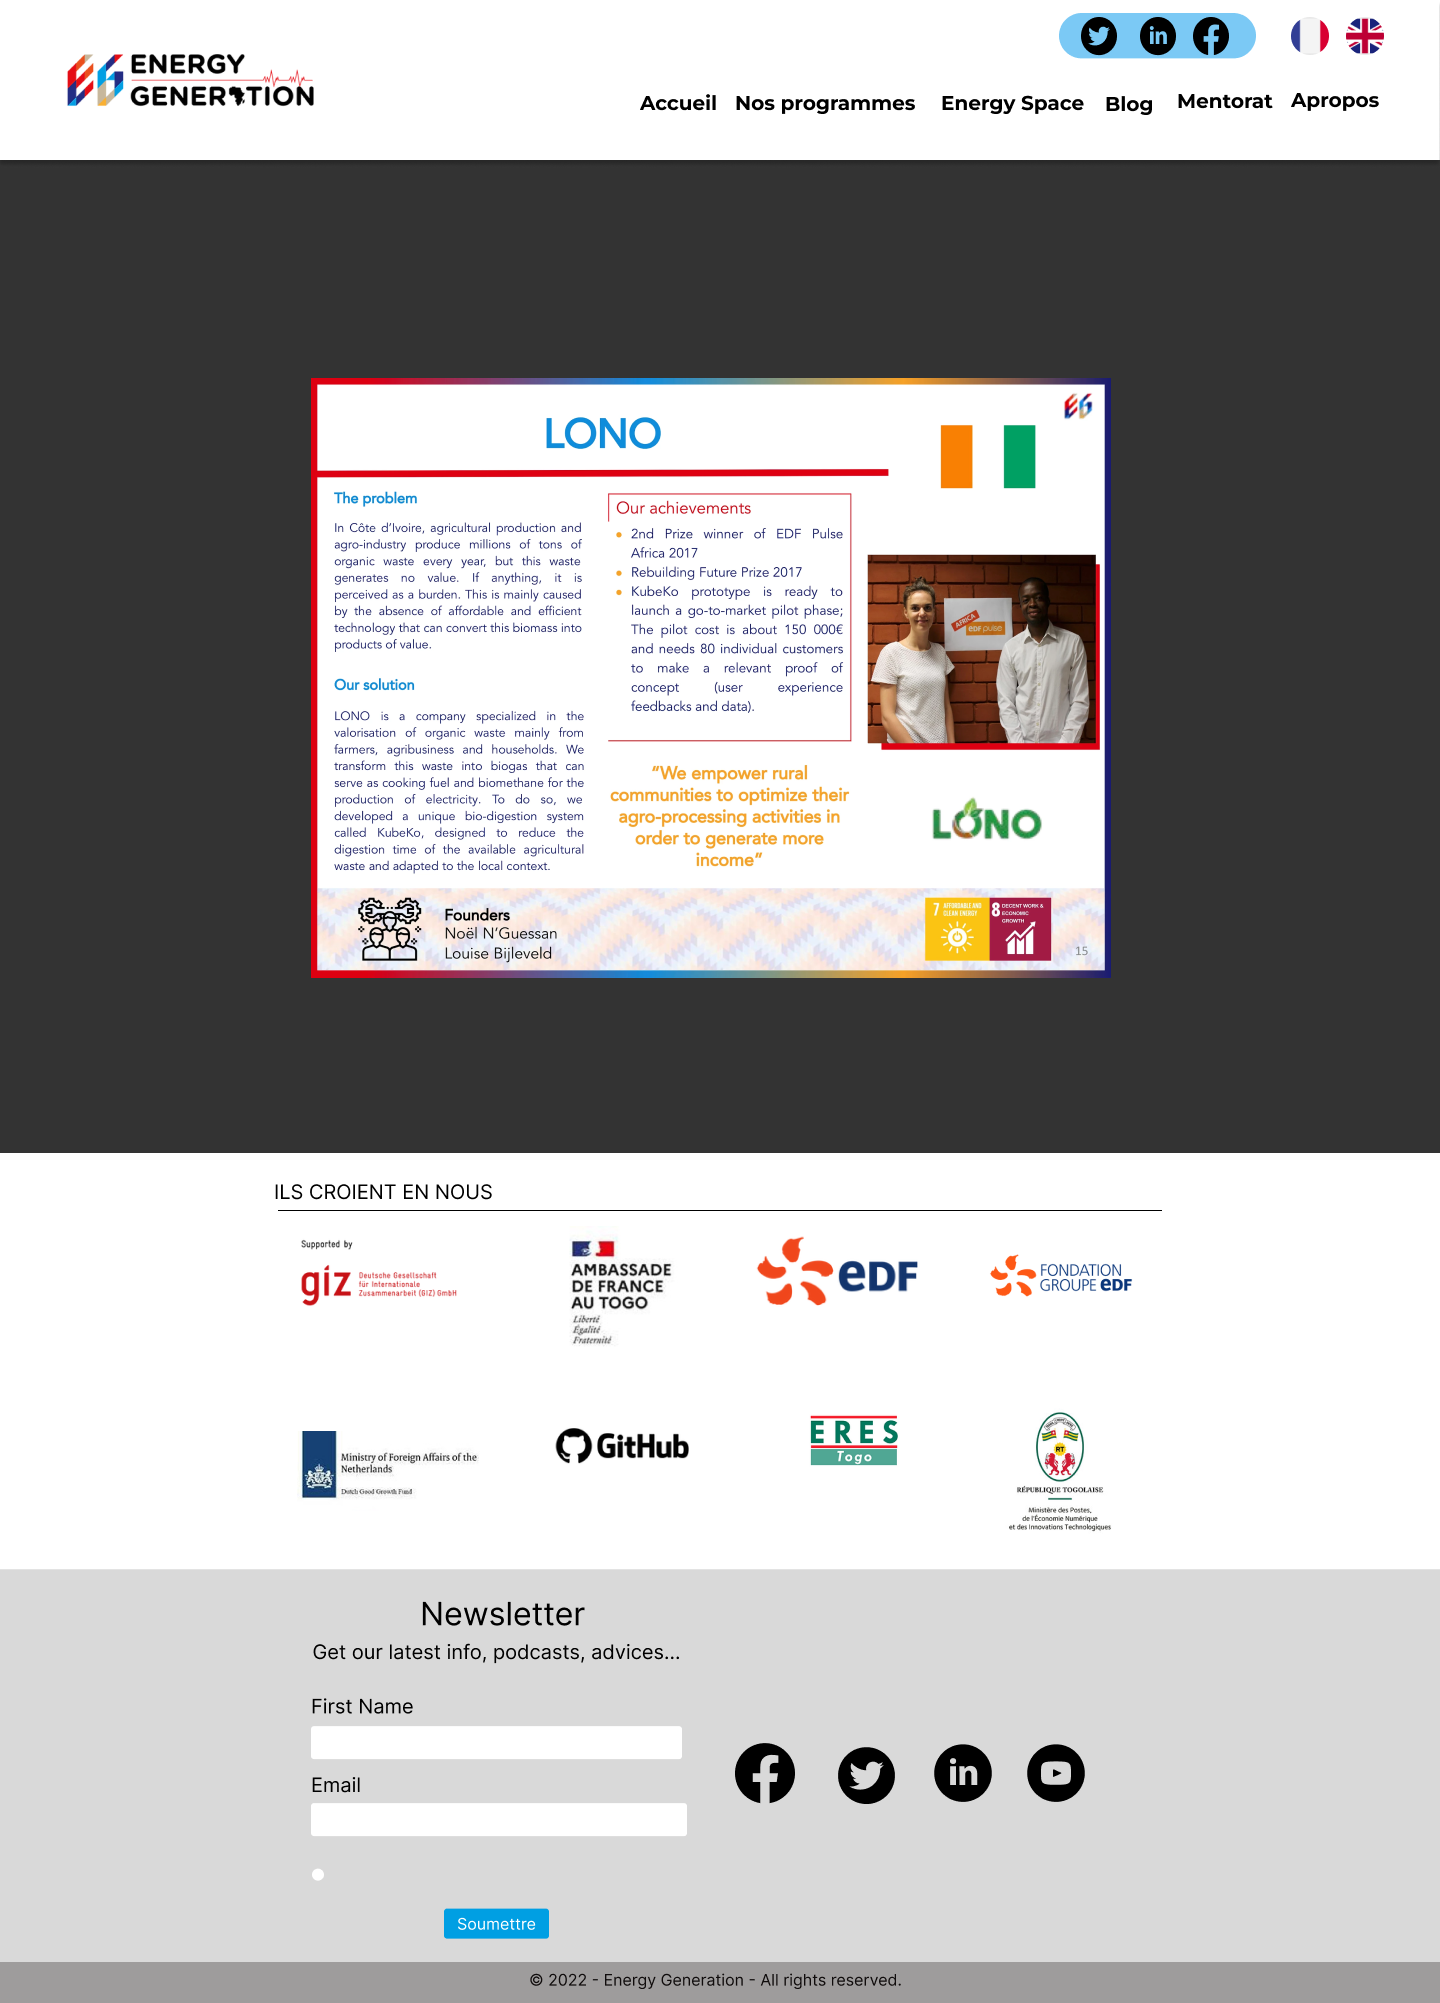 ENERGY
GENERATION
Accueil
Nos programmes
Energy Space
Blog
Mentorat
Apropos
LONO
The problem
In Côte d'Ivoire, agricultural production and
agro-industry produce millions of tons of
organic waste every year, but this waste
generates no value. If anything, it is
perceived as a burden. This is mainly caused
by the absence of affordable and efficient
technology that can convert this biomass into
products of value.
Our solution
LONO is a company specialized in the
valorisation of organic waste mainly from
farmers, agribusiness and households. We
transform this waste into biogas that can
serve as cooking fuel and biomethane for the
production of electricity. To do so, we
developed a unique bio-digestion system
called KubeKo, designed to reduce the
digestion time of the available agricultural
waste and adapted to the local context.
Our achievements
2nd Prize winner of EDF Pulse
Africa 2017
Rebuilding Future Prize 2017
KubeKo prototype is ready to
launch a go-to-market pilot phase;
The pilot cost is about 150 000€
and needs 80 individual customers
to make a relevant proof of
concept (user experience
feedbacks and data).
"We empower rural
communities to optimize their
agro-processing activities in
order to generate more
income"
AFRICA
EDF pulse
LONO
Founders
Noël N'Guessan
Louise Bijleveld
7 AFFORDABLE AND
CLEAN ENERGY
8 DECENT WORK &
ECONOMIC
GROWTH
15
ILS CROIENT EN NOUS
Supported by
giz
Deutsche Gesellschaft
für Internationale
Zusammenarbeit (GIZ) GmbH
AMBASSADE
DE FRANCE
AU TOGO
Liberté
Égalité
Fraternité
eDF
FONDATION
GROUPE eDF
Ministry of Foreign Affairs of the
Netherlands
Dutch Good Growth Fund
GitHub
ERES
Togo
RT
RÉPUBLIQUE TOGOLAISE
Ministère des Postes,
de l'Économie Numérique
et des Innovations Technologiques
Newsletter
Get our latest info, podcasts, advices...
First Name
Email
Soumettre
© 2022 - Energy Generation - All rights reserved.